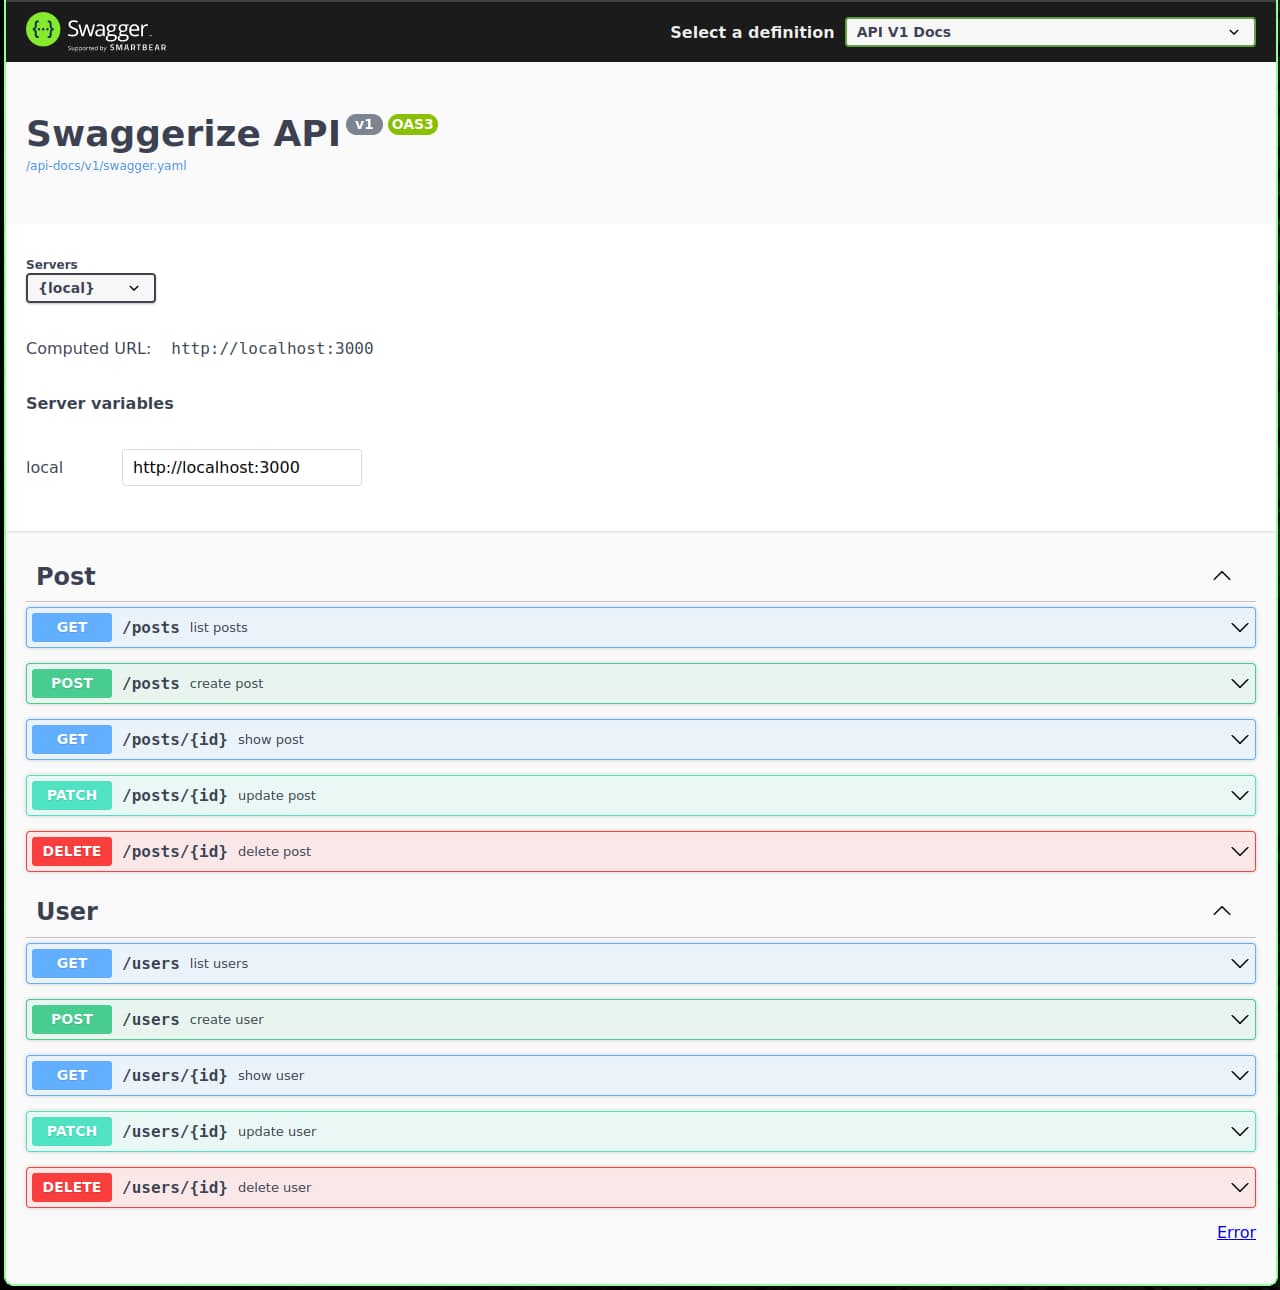 {···} Swagger.
Supported by SMARTBEAR
Select a definition
API V1 Docs
Swaggerize API v1 OAS3
/api-docs/v1/swagger.yaml
Servers
{local}
Computed URL: http://localhost:3000
Server variables
local http://localhost:3000
Post
GET /posts list posts
POST /posts create post
GET /posts/{id} show post
PATCH /posts/{id} update post
DELETE /posts/{id} delete post
User
GET /users list users
POST /users create user
GET /users/{id} show user
PATCH /users/{id} update user
DELETE /users/{id} delete user
Error